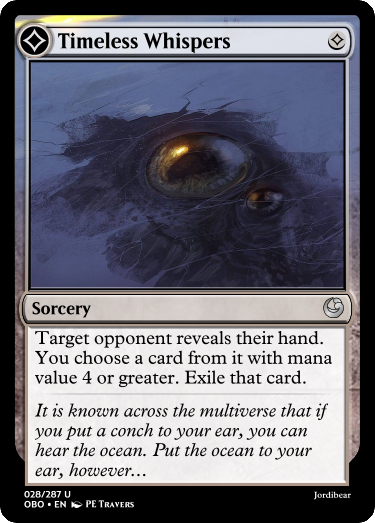 Timeless Whispers
Sorcery
Target opponent reveals their hand.
You choose a card from it with mana
value 4 or greater. Exile that card.
It is known across the multiverse that if
you put a conch to your ear, you can
hear the ocean. Put the ocean to your
ear, however...
028/287 U
OBO • EN PE Travers
Jordibear